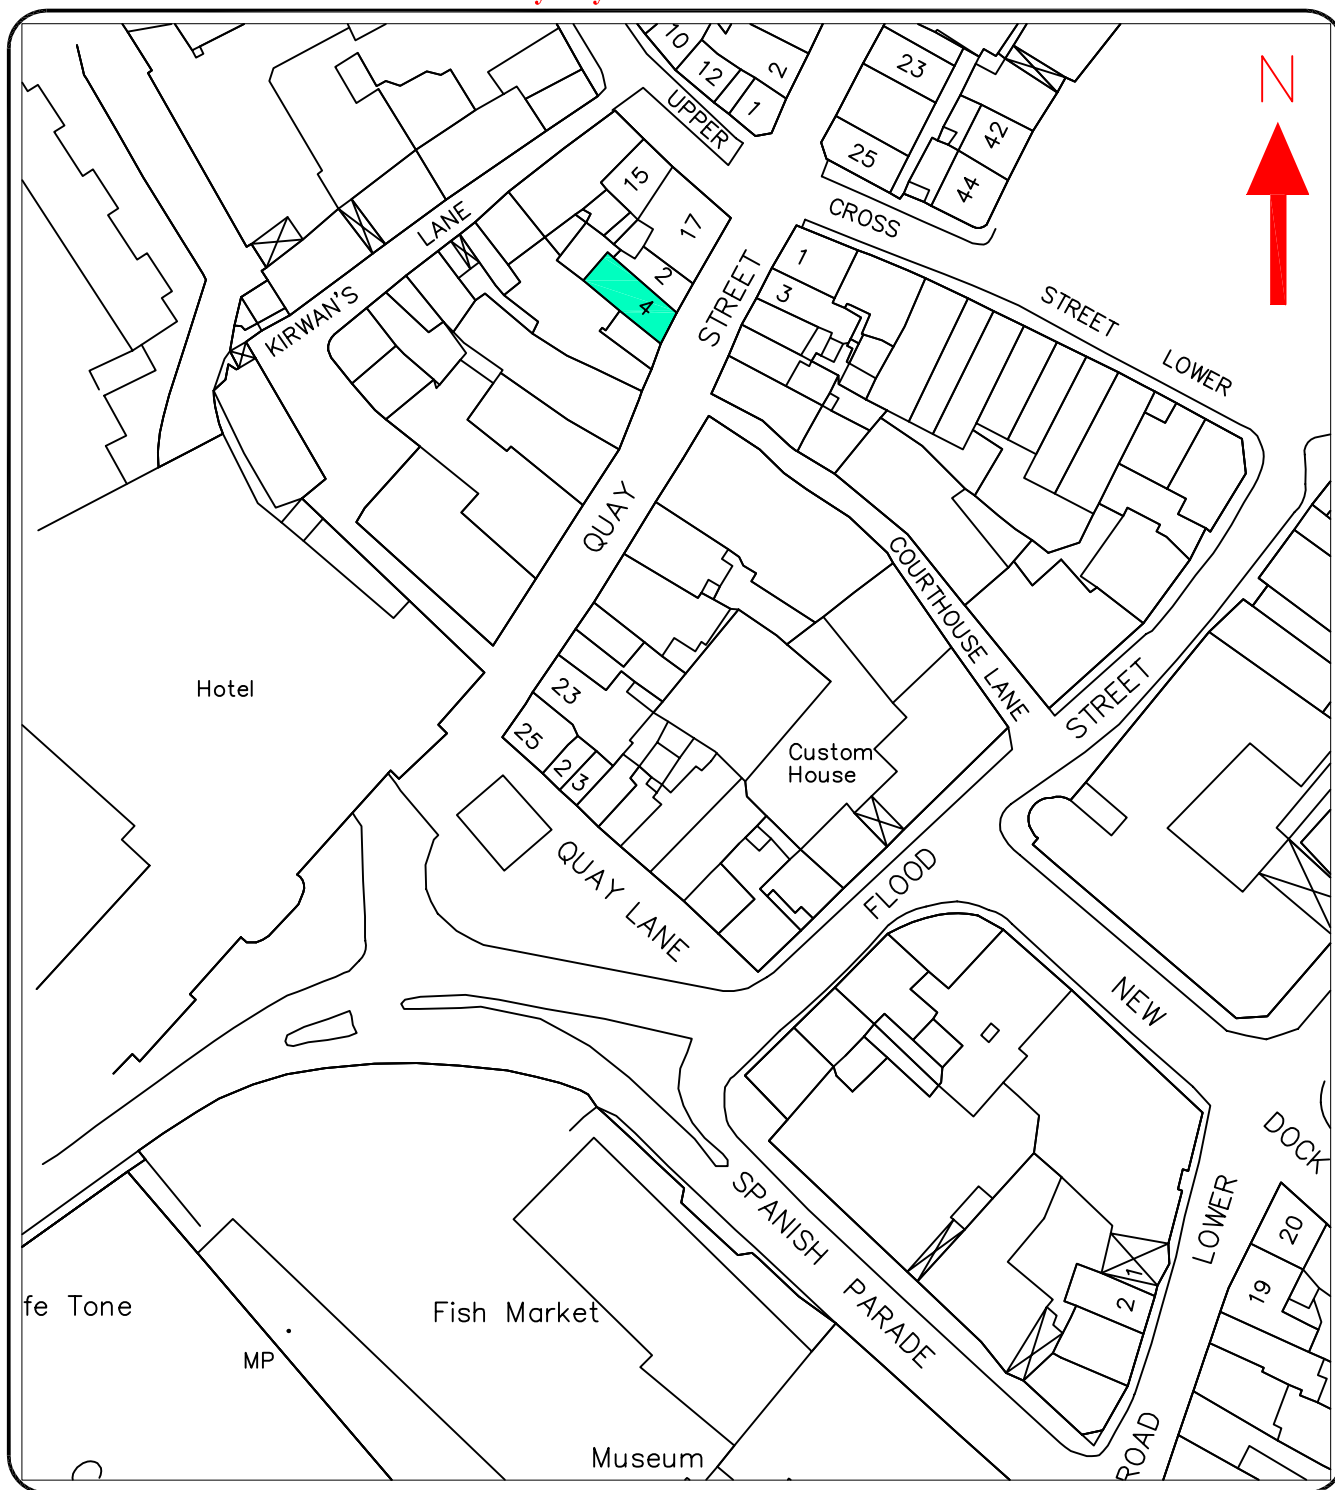 N
10
12
2
1
23
42
25
44
UPPER
15
17
CROSS
LANE
2
1
4
3
STREET
STREET
KIRWAN'S
LOWER
QUAY
COURTHOUSE LANE
Hotel
23
STREET
25
2
3
Custom
House
FLOOD
QUAY LANE
NEW
DOCK
SPANISH PARADE
LOWER
20
19
1
2
fe Tone
Fish Market
MP
ROAD
Museum